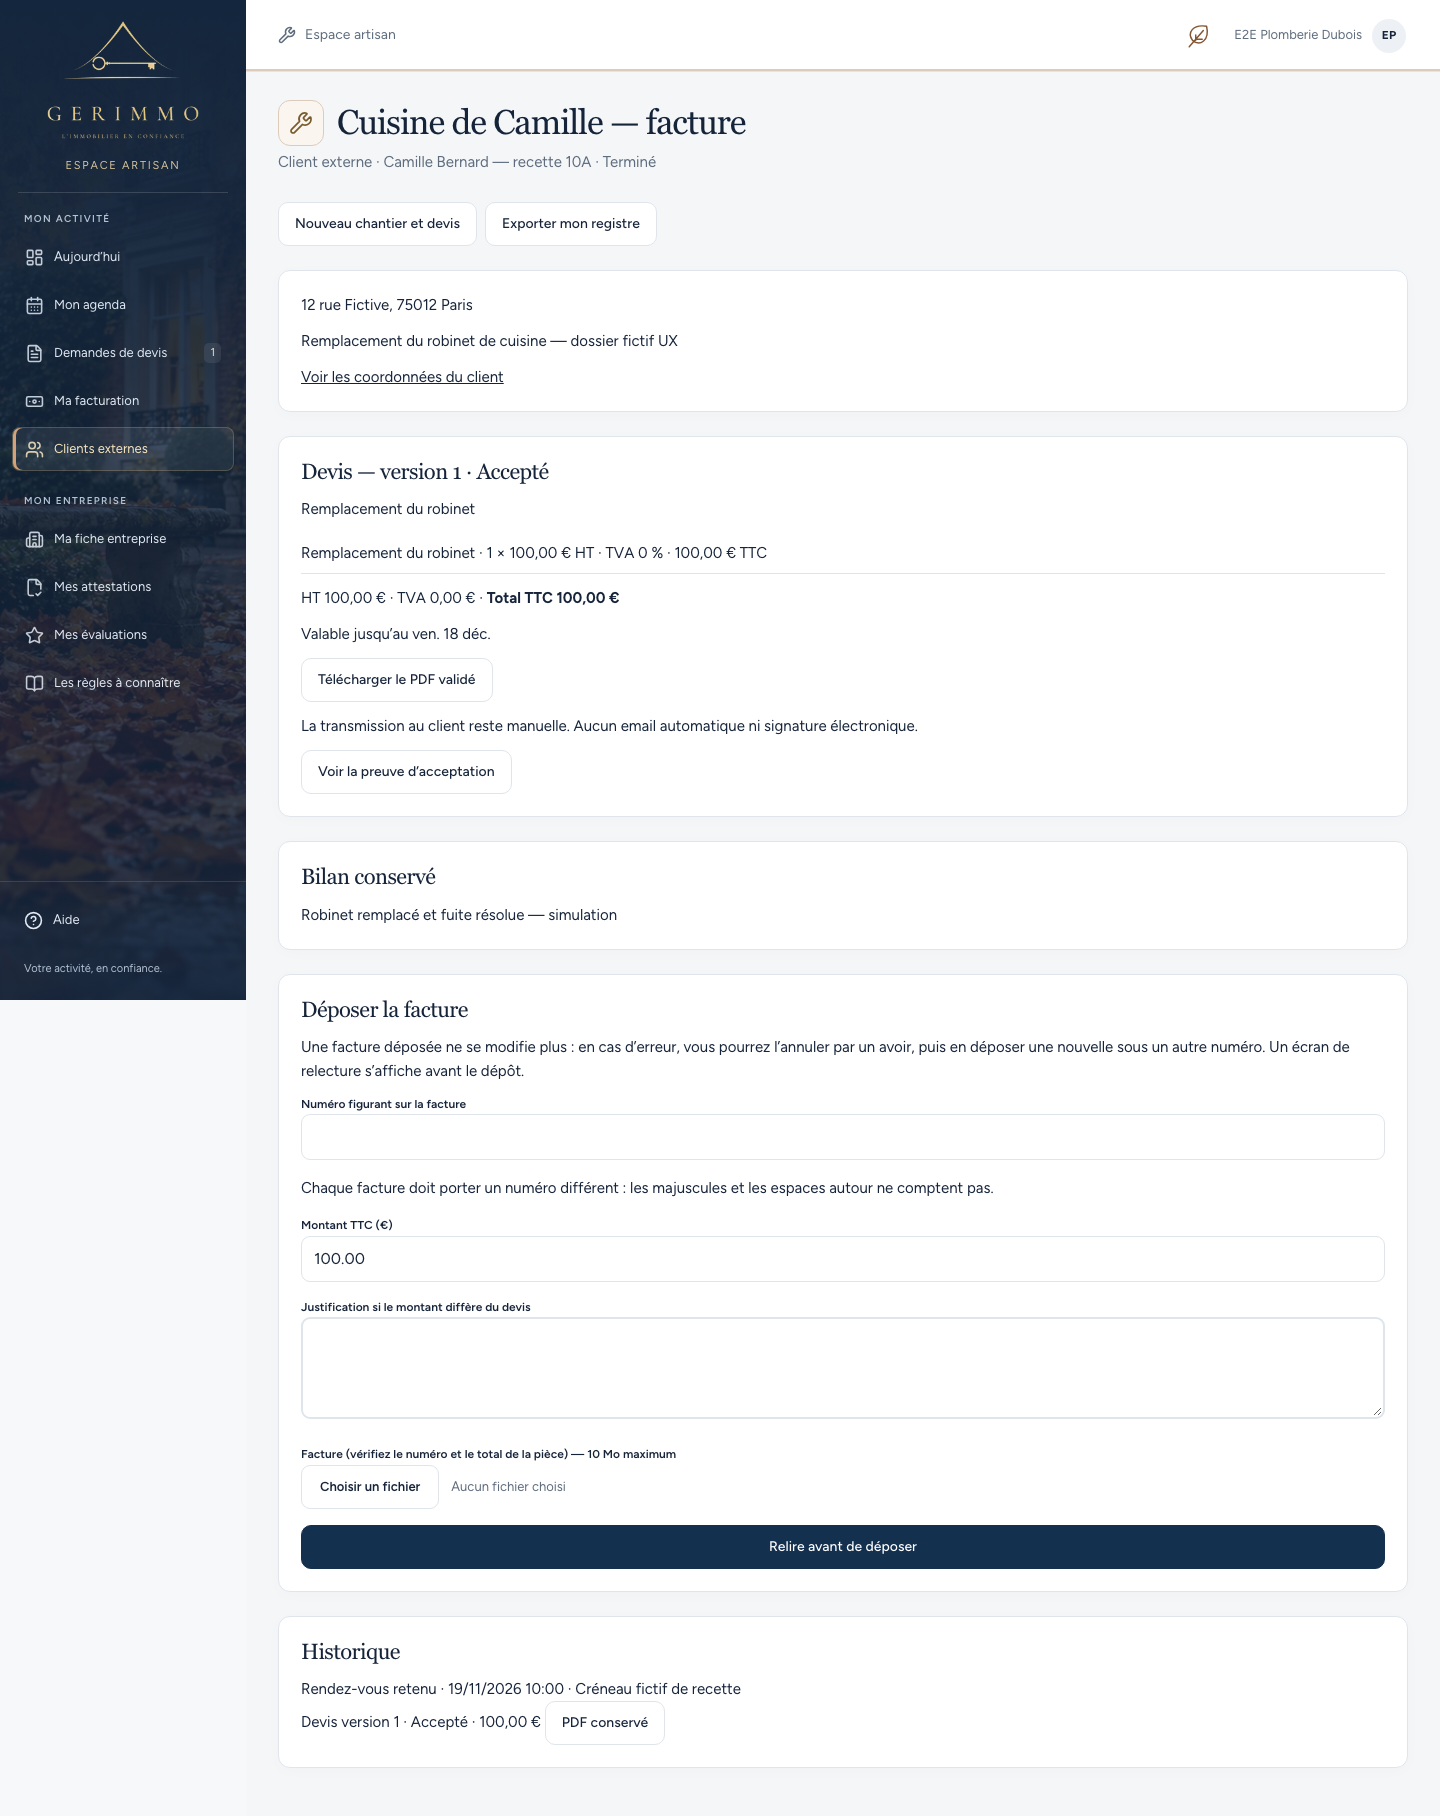 GERIMMO
L'IMMOBILIER EN CONFIANCE
ESPACE ARTISAN
MON ACTIVITÉ
Aujourd'hui
Mon agenda
Demandes de devis 1
Ma facturation
Clients externes
MON ENTREPRISE
Ma fiche entreprise
Mes attestations
Mes évaluations
Les règles à connaître
Aide
Votre activité, en confiance.
Espace artisan
E2E Plomberie Dubois EP
Cuisine de Camille — facture
Client externe · Camille Bernard — recette 10A · Terminé
Nouveau chantier et devis Exporter mon registre
12 rue Fictive, 75012 Paris
Remplacement du robinet de cuisine — dossier fictif UX
Voir les coordonnées du client
Devis — version 1 · Accepté
Remplacement du robinet
Remplacement du robinet · 1 × 100,00 € HT · TVA 0 % · 100,00 € TTC
HT 100,00 € · TVA 0,00 € · Total TTC 100,00 €
Valable jusqu’au ven. 18 déc.
Télécharger le PDF validé
La transmission au client reste manuelle. Aucun email automatique ni signature électronique.
Voir la preuve d’acceptation
Bilan conservé
Robinet remplacé et fuite résolue — simulation
Déposer la facture
Une facture déposée ne se modifie plus : en cas d’erreur, vous pourrez l’annuler par un avoir, puis en déposer une nouvelle sous un autre numéro. Un écran de
relecture s’affiche avant le dépôt.
Numéro figurant sur la facture
Chaque facture doit porter un numéro différent : les majuscules et les espaces autour ne comptent pas.
Montant TTC (€)
100.00
Justification si le montant diffère du devis
Facture (vérifiez le numéro et le total de la pièce) — 10 Mo maximum
Choisir un fichier Aucun fichier choisi
Relire avant de déposer
Historique
Rendez-vous retenu · 19/11/2026 10:00 · Créneau fictif de recette
Devis version 1 · Accepté · 100,00 € PDF conservé